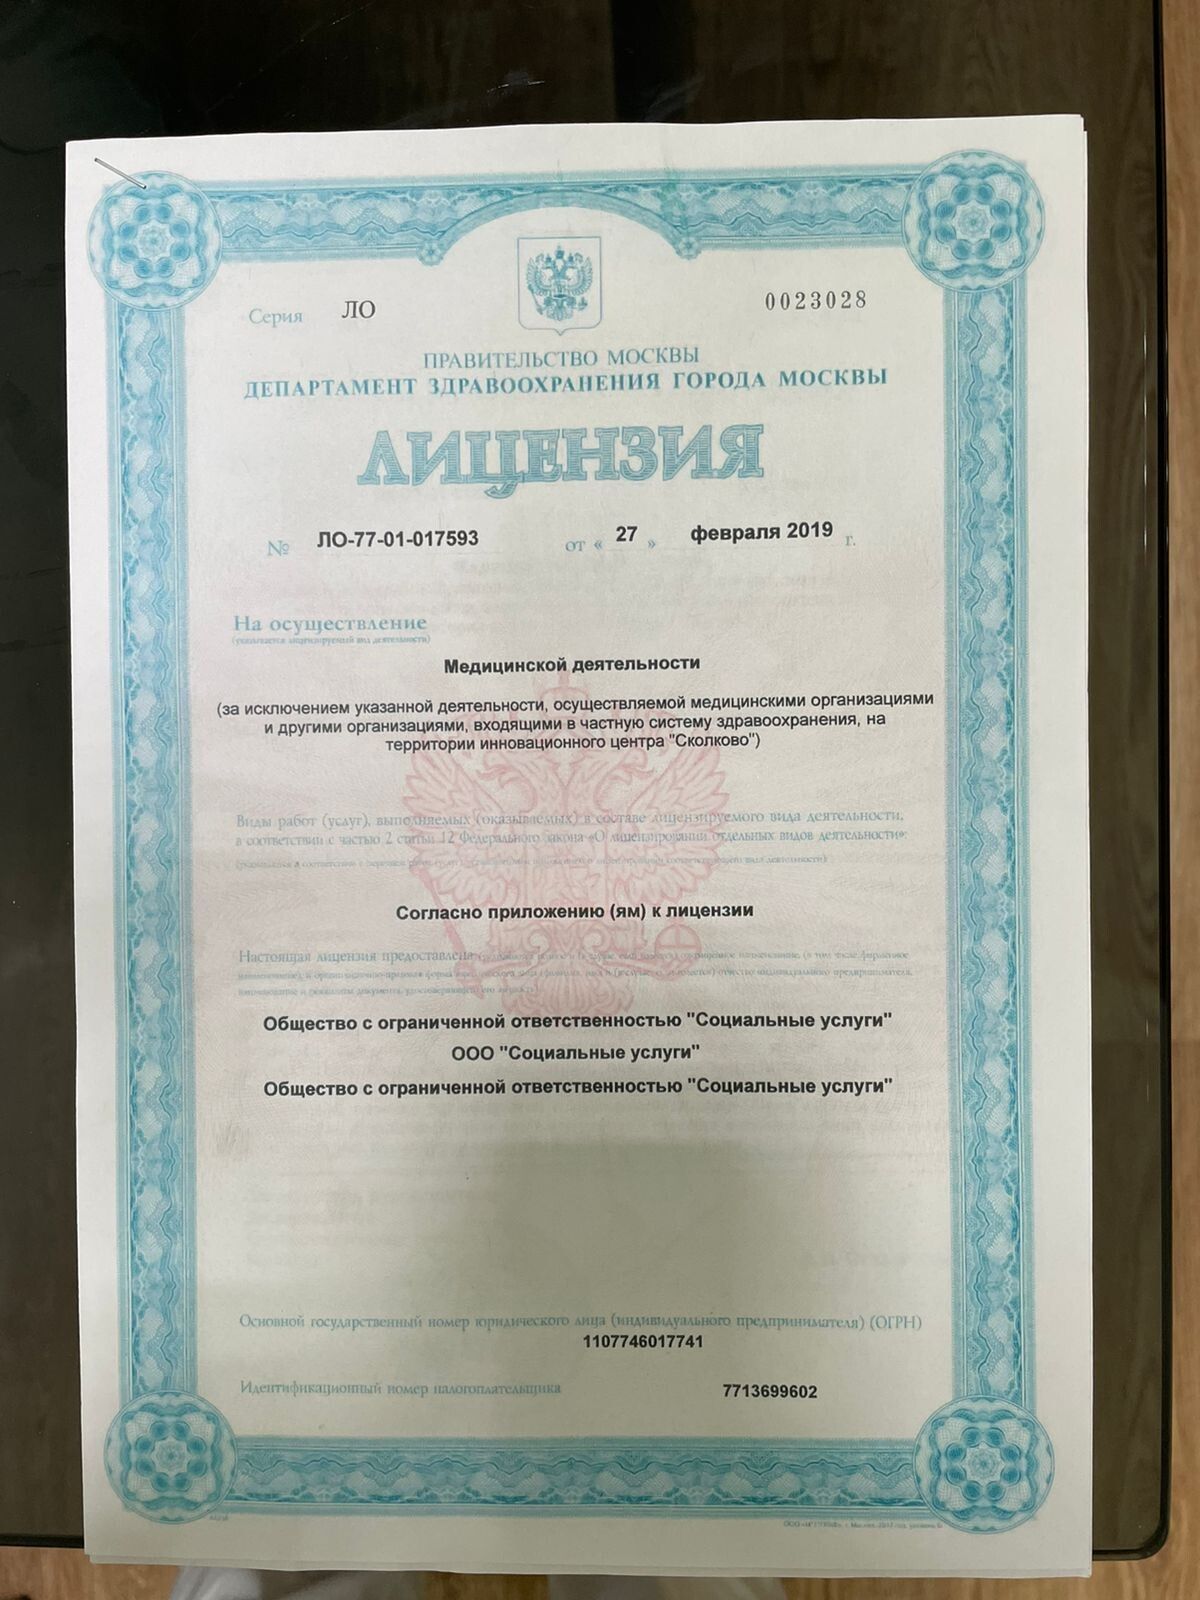 Серия ЛО 0023028
ПРАВИТЕЛЬСТВО МОСКВЫ
ДЕПАРТАМЕНТ ЗДРАВООХРАНЕНИЯ ГОРОДА МОСКВЫ
ЛИЦЕНЗИЯ
№ ЛО-77-01-017593 от « 27 » февраля 2019 г.
На осуществление
(указывается лицензируемый вид деятельности)
Медицинской деятельности
(за исключением указанной деятельности, осуществляемой медицинскими организациями
и другими организациями, входящими в частную систему здравоохранения, на
территории инновационного центра "Сколково")
Виды работ (услуг), выполняемых (оказываемых) в составе лицензируемого вида деятельности,
в соответствии с частью 2 статьи 12 Федерального закона «О лицензировании отдельных видов деятельности»:
Согласно приложению (ям) к лицензии
Настоящая лицензия предоставлена
Общество с ограниченной ответственностью "Социальные услуги"
ООО "Социальные услуги"
Общество с ограниченной ответственностью "Социальные услуги"
Основной государственный номер юридического лица (индивидуального предпринимателя) (ОГРН)
1107746017741
Идентификационный номер налогоплательщика 7713699602